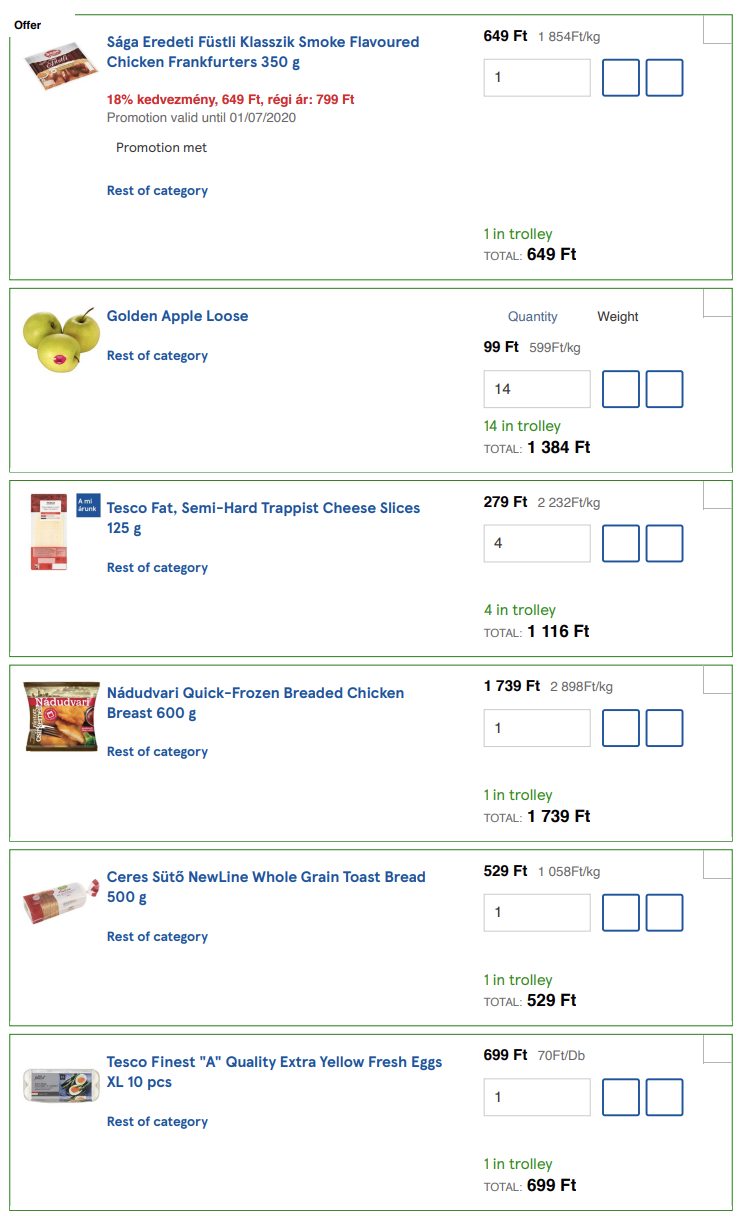 Offer
Sága Eredeti Füstli Klasszik Smoke Flavoured
Chicken Frankfurters 350 g
18% kedvezmény, 649 Ft, régi ár: 799 Ft
Promotion valid until 01/07/2020
Promotion met
Rest of category
649 Ft 1 854Ft/kg
1
1 in trolley
TOTAL: 649 Ft
Golden Apple Loose
Rest of category
Quantity Weight
99 Ft 599Ft/kg
14
14 in trolley
TOTAL: 1 384 Ft
A mi
árunk
Tesco Fat, Semi-Hard Trappist Cheese Slices
125 g
Rest of category
279 Ft 2 232Ft/kg
4
4 in trolley
TOTAL: 1 116 Ft
Nádudvari
Nádudvari Quick-Frozen Breaded Chicken
Breast 600 g
Rest of category
1 739 Ft 2 898Ft/kg
1
1 in trolley
TOTAL: 1 739 Ft
Ceres Sütő NewLine Whole Grain Toast Bread
500 g
Rest of category
529 Ft 1 058Ft/kg
1
1 in trolley
TOTAL: 529 Ft
Tesco Finest "A" Quality Extra Yellow Fresh Eggs
XL 10 pcs
Rest of category
699 Ft 70Ft/Db
1
1 in trolley
TOTAL: 699 Ft